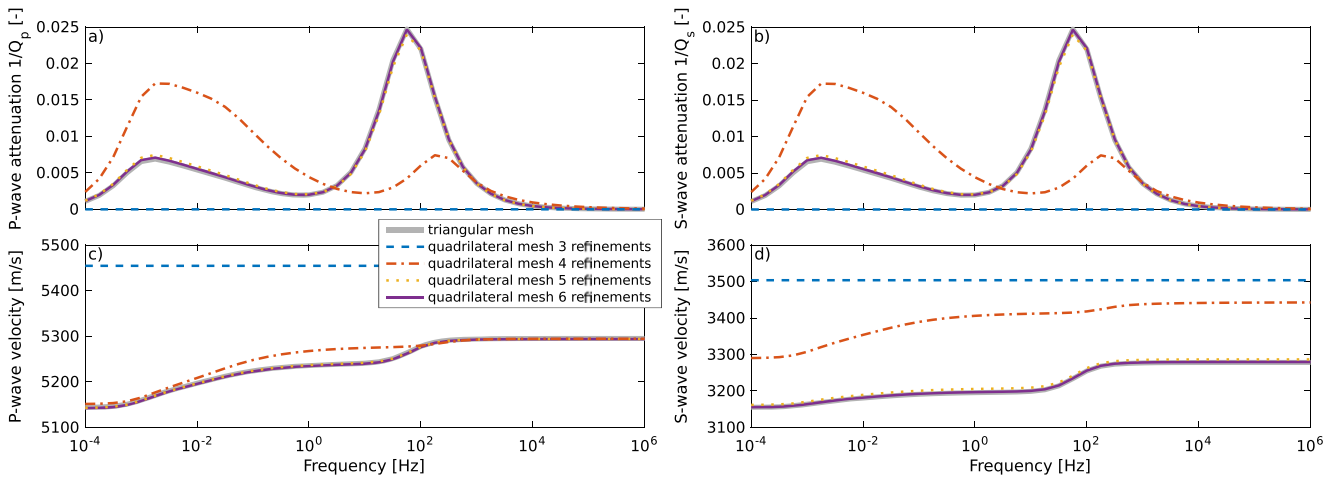 P-wave attenuation 1/Qp [-]
0.025
0.02
0.015
0.01
0.005
0
a)
S-wave attenuation 1/Qs [-]
0.025
0.02
0.015
0.01
0.005
0
b)
triangular mesh
quadrilateral mesh 3 refinements
quadrilateral mesh 4 refinements
quadrilateral mesh 5 refinements
quadrilateral mesh 6 refinements
P-wave velocity [m/s]
5500
5400
5300
5200
5100
c)
10^-4 10^-2 10^0 10^2 10^4 10^6
Frequency [Hz]
S-wave velocity [m/s]
3600
3500
3400
3300
3200
3100
d)
10^-4 10^-2 10^0 10^2 10^4 10^6
Frequency [Hz]